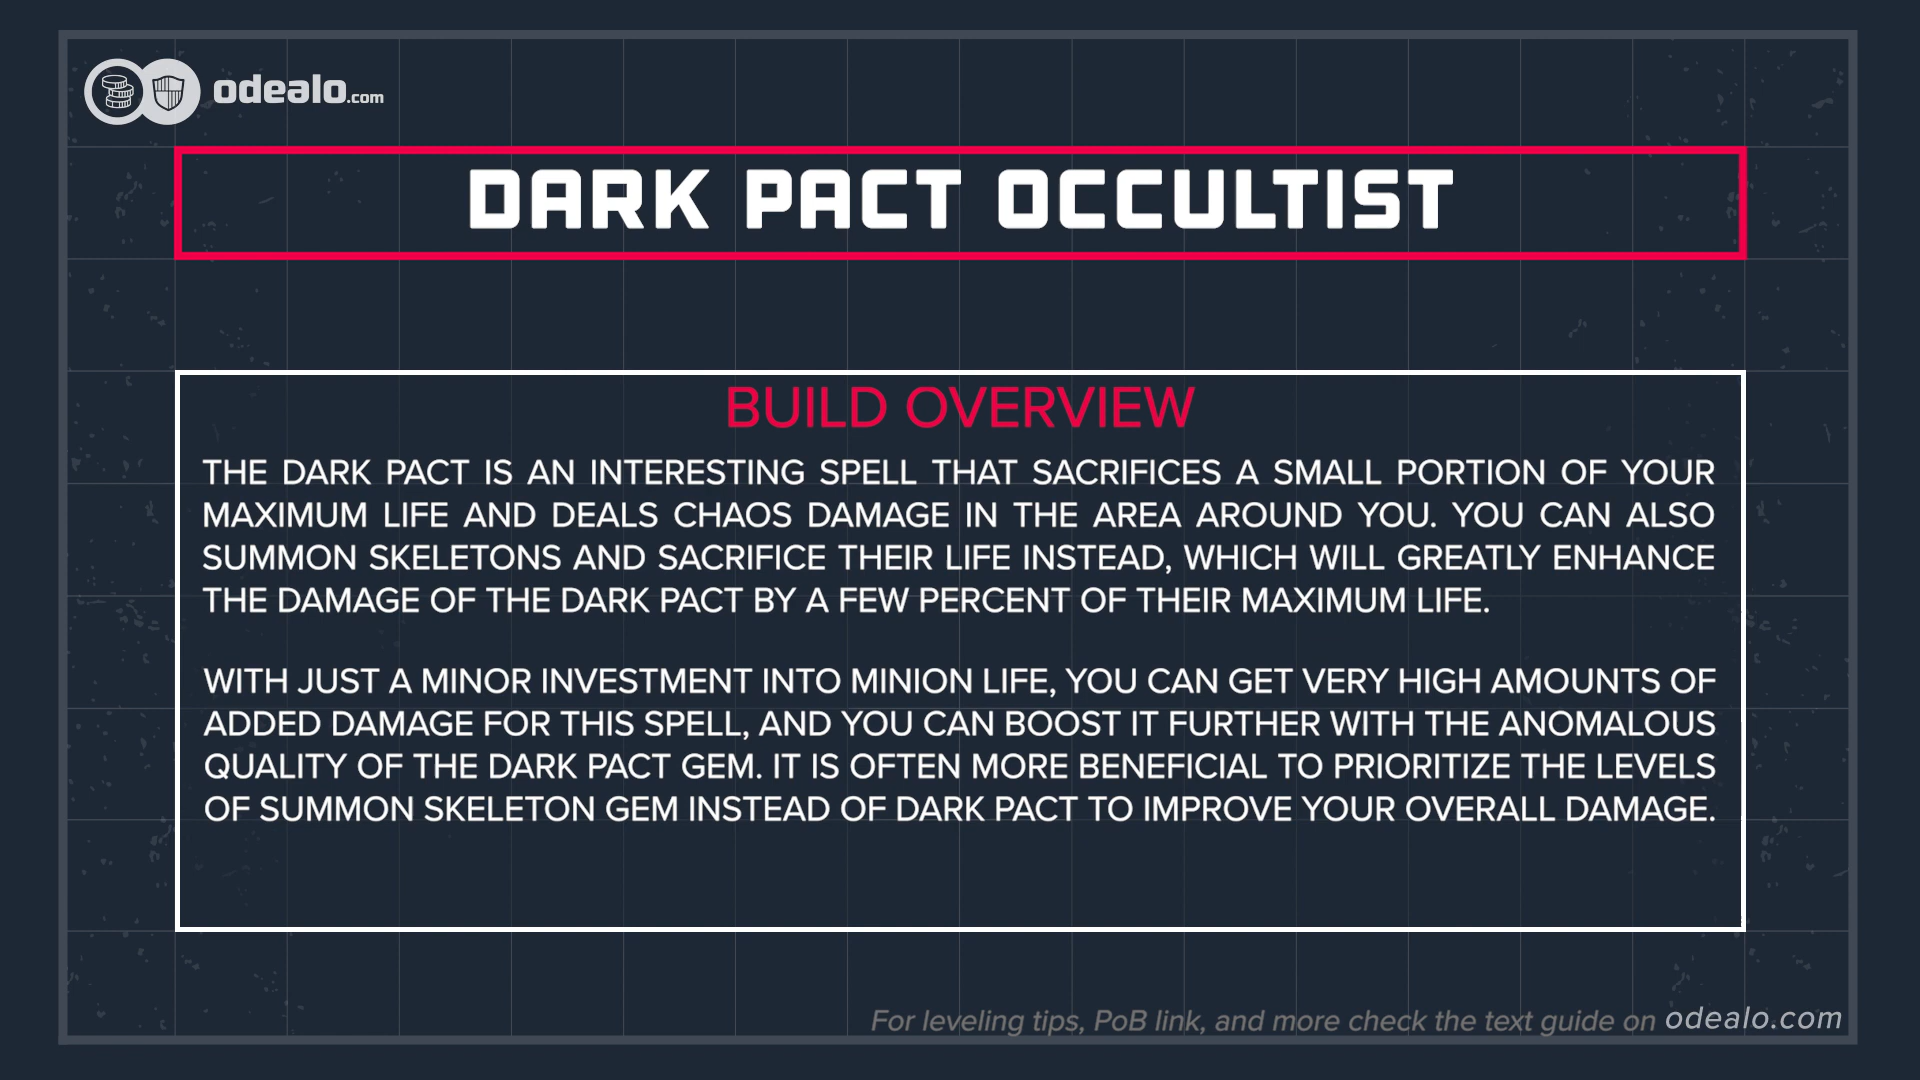 odealo.com
DARK PACT OCCULTIST
BUILD OVERVIEW
THE DARK PACT IS AN INTERESTING SPELL THAT SACRIFICES A SMALL PORTION OF YOUR
MAXIMUM LIFE AND DEALS CHAOS DAMAGE IN THE AREA AROUND YOU. YOU CAN ALSO
SUMMON SKELETONS AND SACRIFICE THEIR LIFE INSTEAD, WHICH WILL GREATLY ENHANCE
THE DAMAGE OF THE DARK PACT BY A FEW PERCENT OF THEIR MAXIMUM LIFE.
WITH JUST A MINOR INVESTMENT INTO MINION LIFE, YOU CAN GET VERY HIGH AMOUNTS OF
ADDED DAMAGE FOR THIS SPELL, AND YOU CAN BOOST IT FURTHER WITH THE ANOMALOUS
QUALITY OF THE DARK PACT GEM. IT IS OFTEN MORE BENEFICIAL TO PRIORITIZE THE LEVELS
OF SUMMON SKELETON GEM INSTEAD OF DARK PACT TO IMPROVE YOUR OVERALL DAMAGE.
For leveling tips, PoB link, and more check the text guide on odealo.com